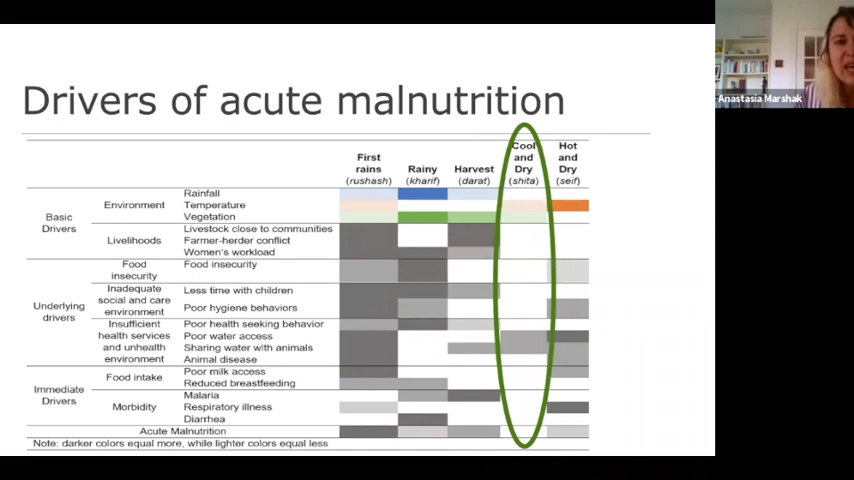 Drivers of acute malnutrition
Anastasia Marshak
First rains (rushash)
Rainy (kharif)
Harvest (darat)
Cool and Dry (shita)
Hot and Dry (seif)
Basic Drivers
Environment
Rainfall
Temperature
Vegetation
Livelihoods
Livestock close to communities
Farmer-herder conflict
Women's workload
Underlying drivers
Food insecurity
Food insecurity
Inadequate social and care environment
Less time with children
Poor hygiene behaviors
Insufficient health services and unhealth environment
Poor health seeking behavior
Poor water access
Sharing water with animals
Animal disease
Immediate Drivers
Food intake
Poor milk access
Reduced breastfeeding
Morbidity
Malaria
Respiratory illness
Diarrhea
Acute Malnutrition
Note: darker colors equal more, while lighter colors equal less